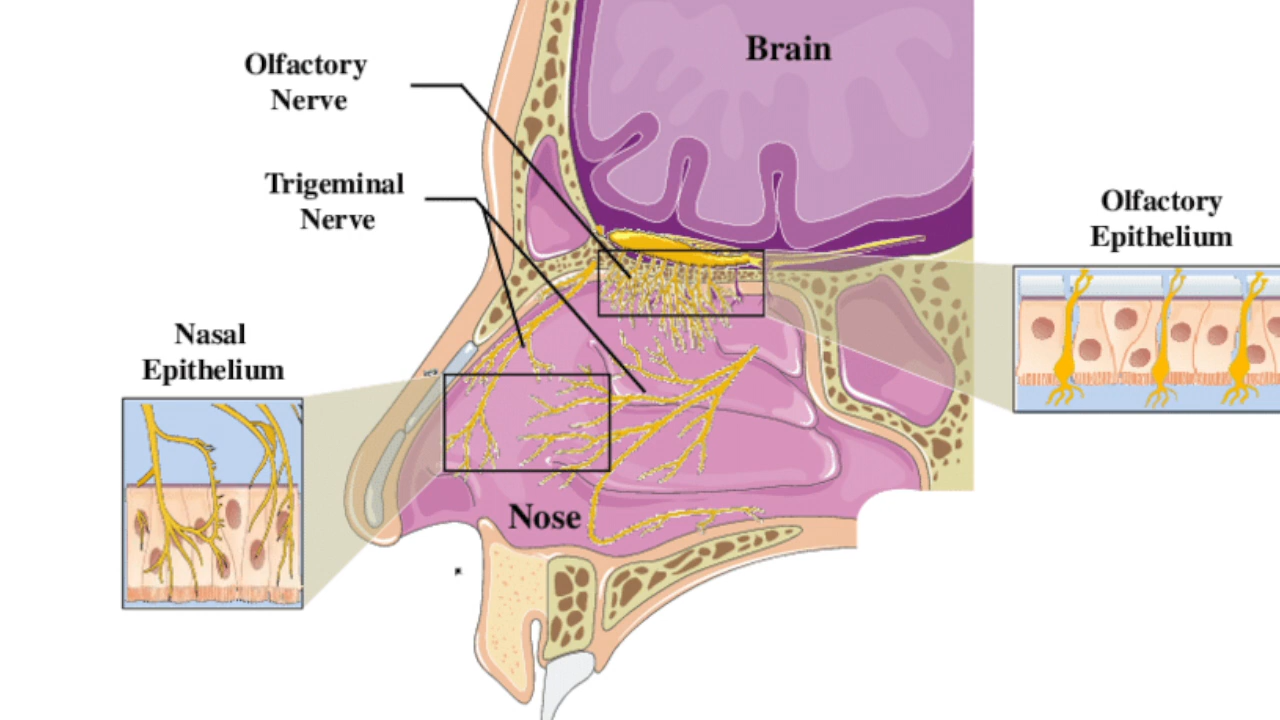 Brain
Olfactory
Nerve
Trigeminal
Nerve
Olfactory
Epithelium
Nasal
Epithelium
Nose